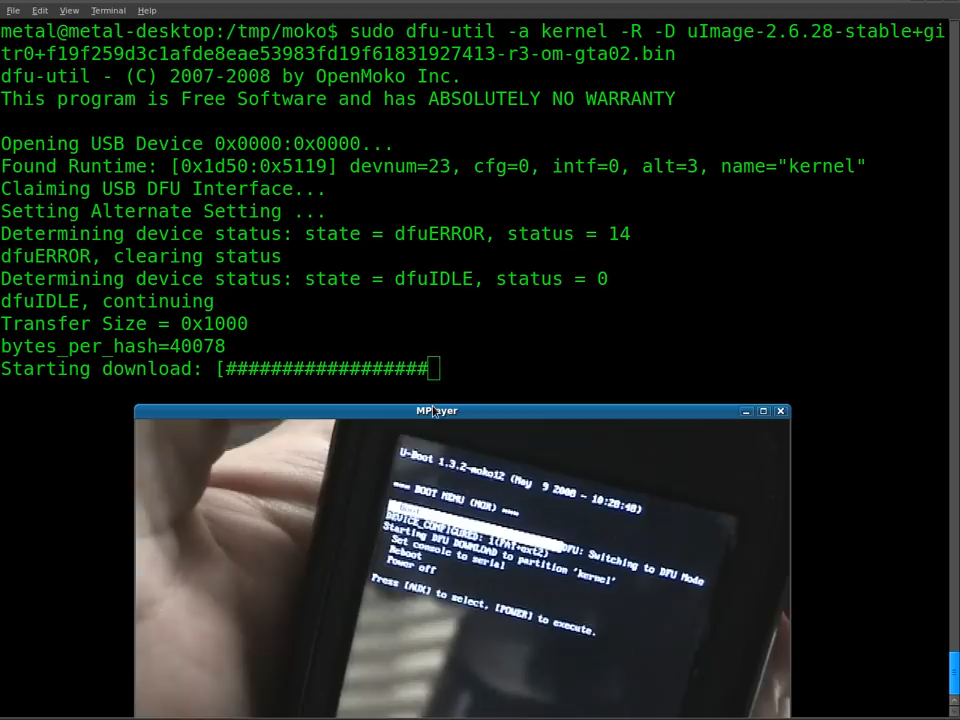 File Edit View Terminal Help
metal@metal-desktop:/tmp/moko$ sudo dfu-util -a kernel -R -D uImage-2.6.28-stable+gi
tr0+f19f259d3c1afde8eae53983fd19f61831927413-r3-om-gta02.bin
dfu-util - (C) 2007-2008 by OpenMoko Inc.
This program is Free Software and has ABSOLUTELY NO WARRANTY
Opening USB Device 0x0000:0x0000...
Found Runtime: [0x1d50:0x5119] devnum=23, cfg=0, intf=0, alt=3, name="kernel"
Claiming USB DFU Interface...
Setting Alternate Setting ...
Determining device status: state = dfuERROR, status = 14
dfuERROR, clearing status
Determining device status: state = dfuIDLE, status = 0
dfuIDLE, continuing
Transfer Size = 0x1000
bytes_per_hash=40078
Starting download: [##################
MPlayer
U-Boot 1.3.2-moko12 (May 9 2008 - 10:28:48)
*** BOOT MENU (NOR) ***
Boot
DFU: Switching to DFU Mode
DEVICE_CONFIGURED: 1(FAT+ext2)
Starting DFU DOWNLOAD to partition 'kernel'
Set console to serial
Reboot
Power off
Press [AUX] to select, [POWER] to execute.